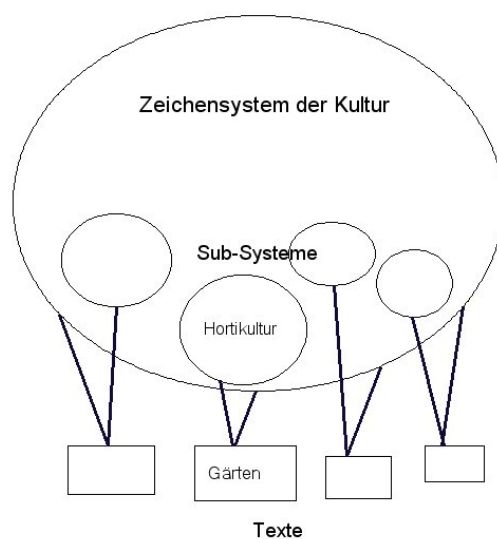 Zeichensystem der Kultur
Sub-Systeme
Hortikultur
Gärten
Texte